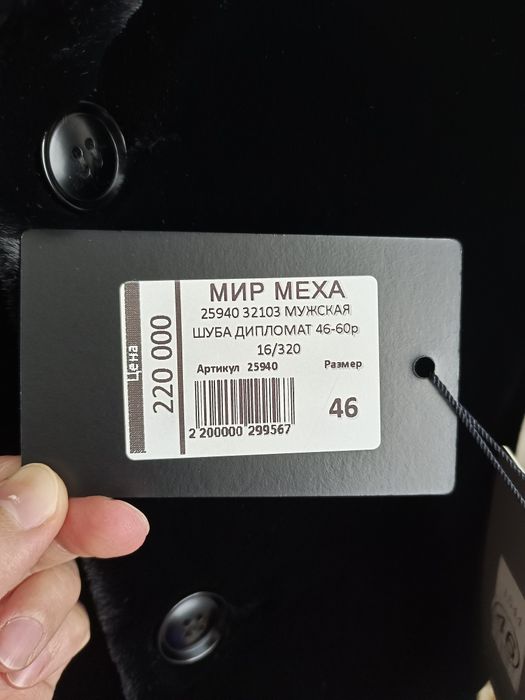 МИР МЕХА
25940 32103 МУЖСКАЯ
ШУБА ДИПЛОМАТ 46-60р
16/320
Артикул 25940
Размер
46
2 200000 299567
Цена
220 000
46